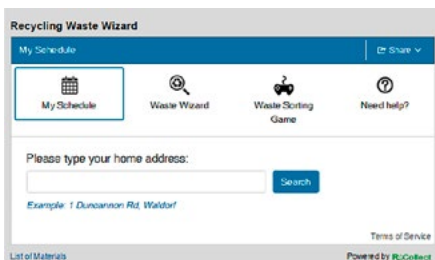 Recycling Waste Wizard
My Schedule Share
My Schedule Waste Wizard Waste Sorting Game Need help?
Please type your home address:
Search
Example: 1 Duncannon Rd, Waldorf
Terms of Service
List of Materials Powered by ReCollect